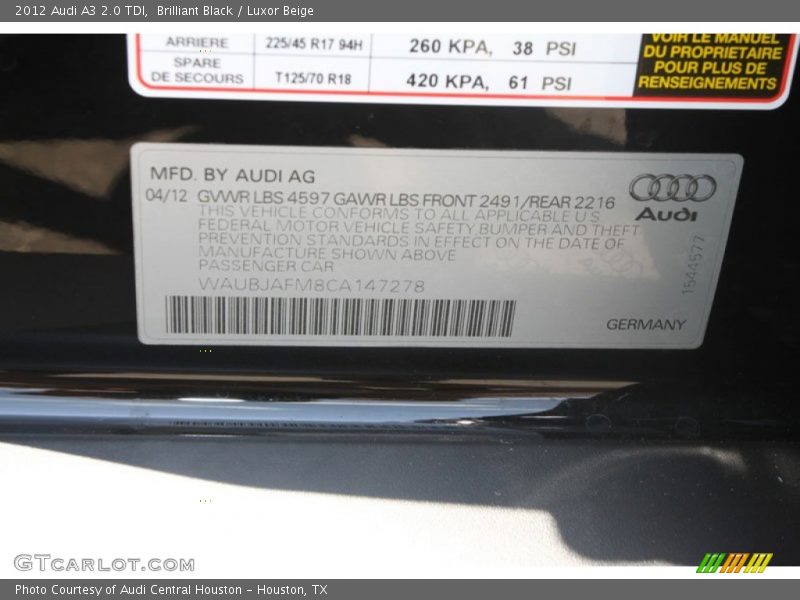 2012 Audi A3 2.0 TDI, Brilliant Black / Luxor Beige
ARRIERE 225/45 R17 94H 260 KPA, 38 PSI
SPARE
DE SECOURS T125/70 R18 420 KPA, 61 PSI
VOIR LE MANUEL
DU PROPRIETAIRE
POUR PLUS DE
RENSEIGNEMENTS
MFD. BY AUDI AG
04/12 GVWR LBS 4597 GAWR LBS FRONT 2491/REAR 2216
THIS VEHICLE CONFORMS TO ALL APPLICABLE U S
FEDERAL MOTOR VEHICLE SAFETY,BUMPER AND THEFT
PREVENTION STANDARDS IN EFFECT ON THE DATE OF
MANUFACTURE SHOWN ABOVE
PASSENGER CAR
WAUBJAFM8CA147278
Audi
1544577
GERMANY
GTCARLOT.COM
Photo Courtesy of Audi Central Houston - Houston, TX